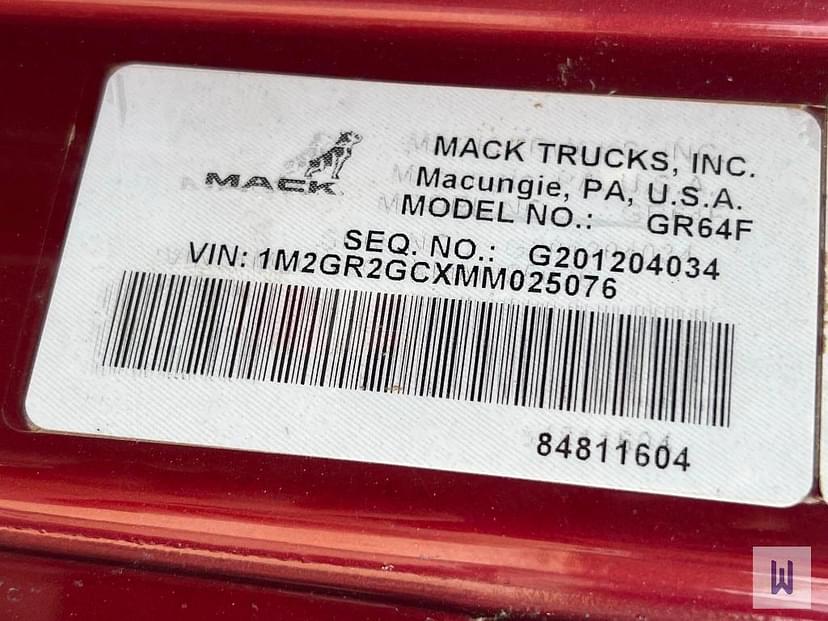 MACK
MACK TRUCKS, INC.
Macungie, PA, U.S.A.
MODEL NO.: GR64F
SEQ. NO.: G201204034
VIN: 1M2GR2GCXMM025076
84811604
W